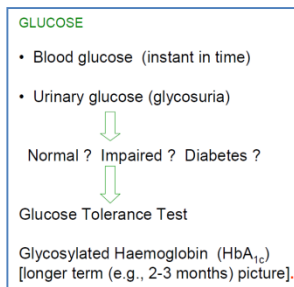 GLUCOSE
• Blood glucose (instant in time)
• Urinary glucose (glycosuria)
Normal ? Impaired ? Diabetes ?
Glucose Tolerance Test
Glycosylated Haemoglobin (HbA1c)
[longer term (e.g., 2-3 months) picture].